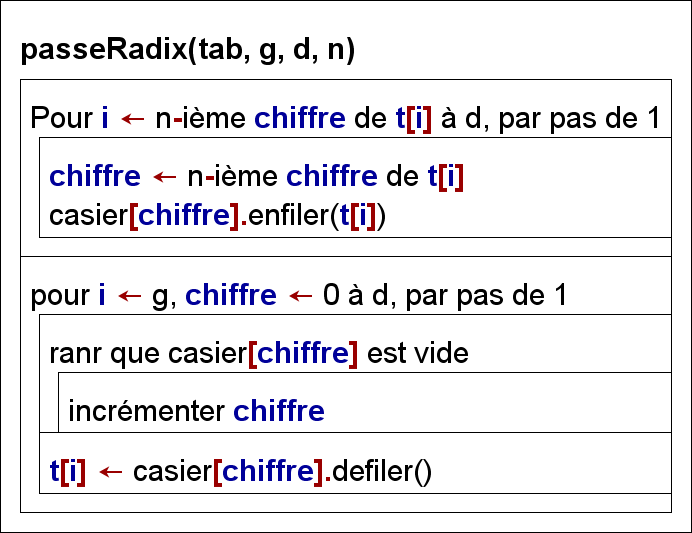 passeRadix(tab, g, d, n)
Pour i ← n-ième chiffre de t[i] à d, par pas de 1
chiffre ← n-ième chiffre de t[i]
casier[chiffre].enfiler(t[i])
pour i ← g, chiffre ← 0 à d, par pas de 1
ranr que casier[chiffre] est vide
incrémenter chiffre
t[i] ← casier[chiffre].defiler()